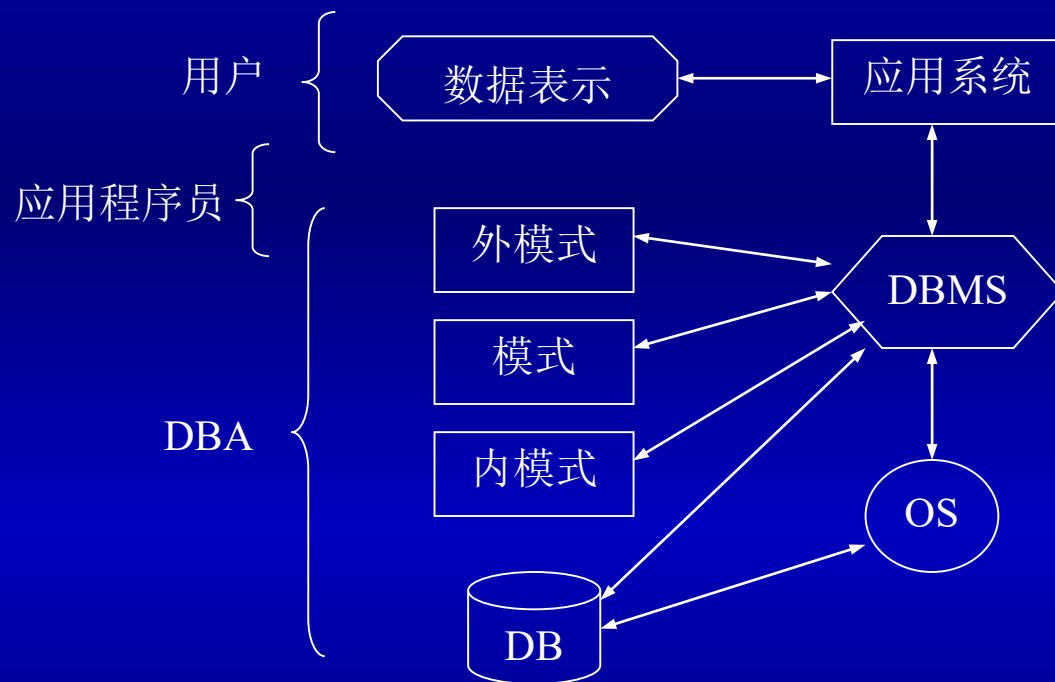 用户
数据表示
应用系统
应用程序员
外模式
DBMS
模式
DBA
内模式
OS
DB